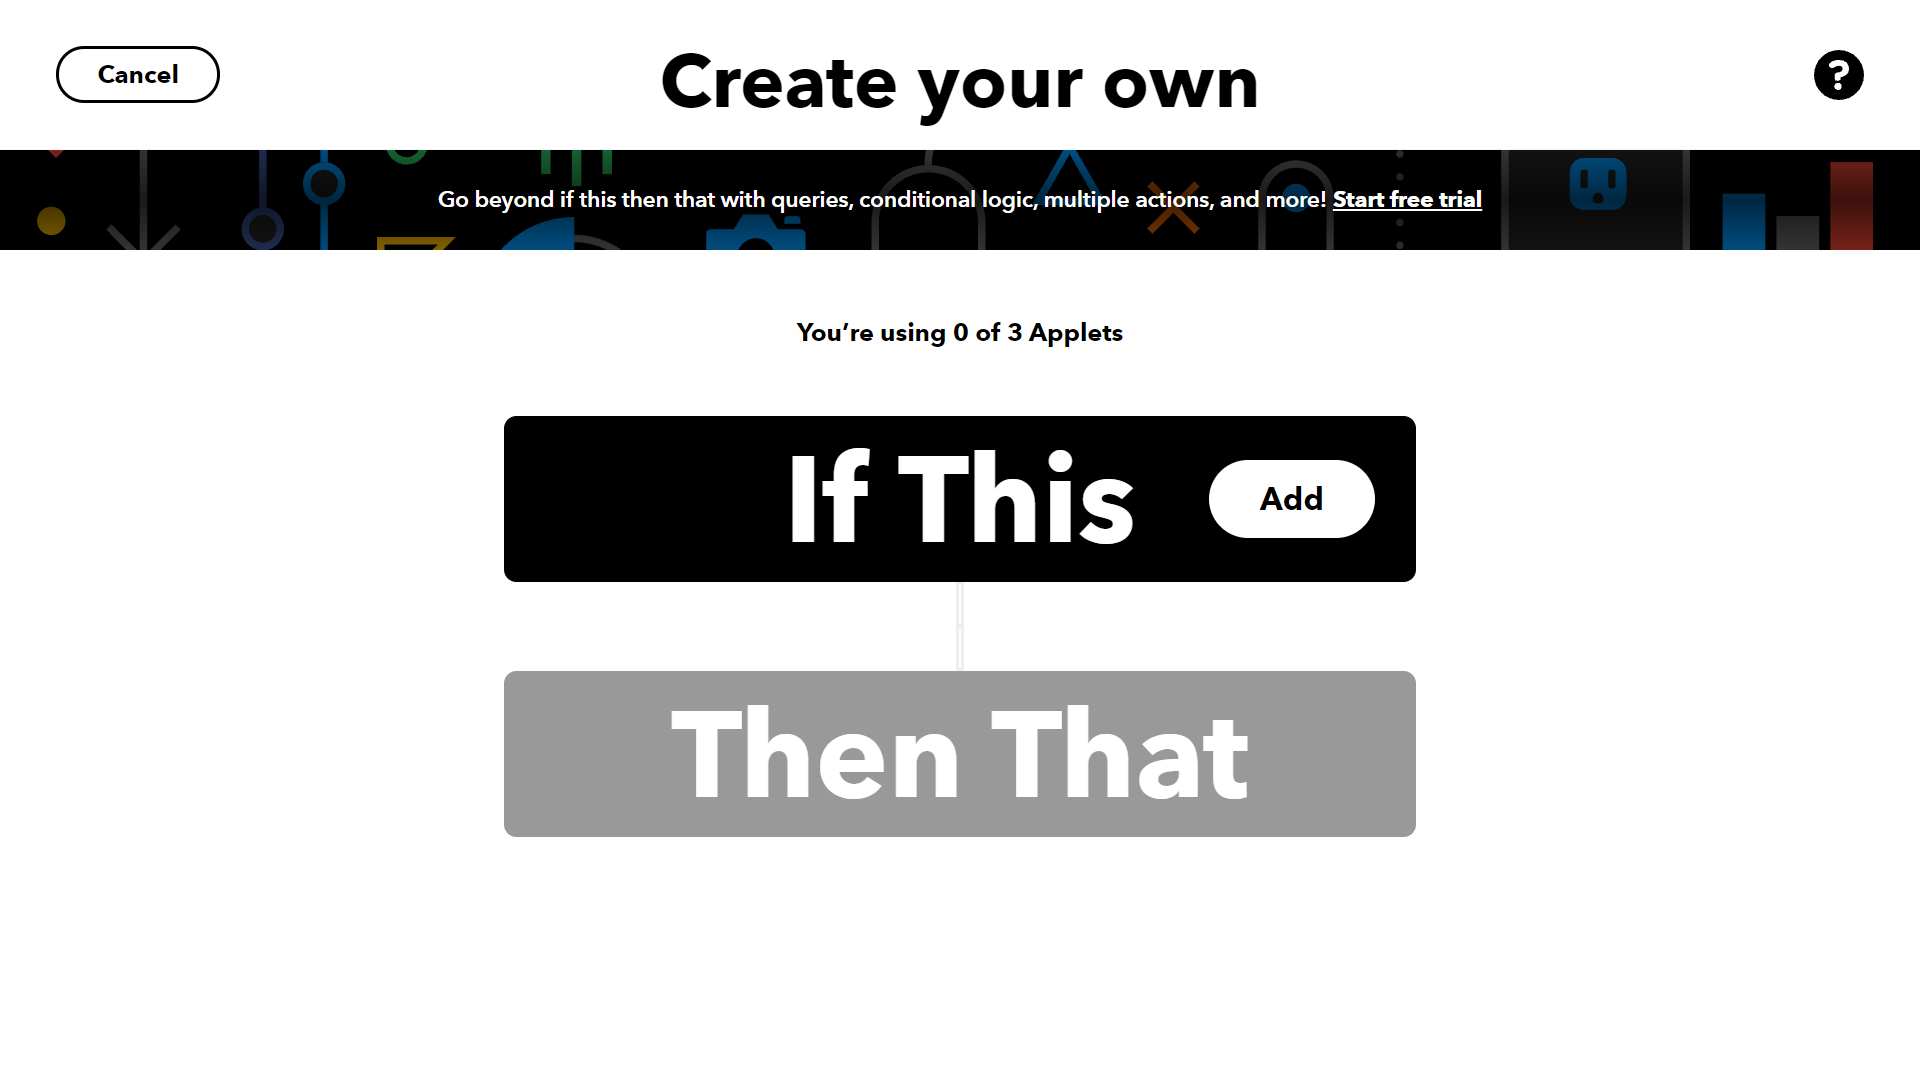 Cancel
Create your own
?
Go beyond if this then that with queries, conditional logic, multiple actions, and more! Start free trial
You’re using 0 of 3 Applets
If This
Add
Then That